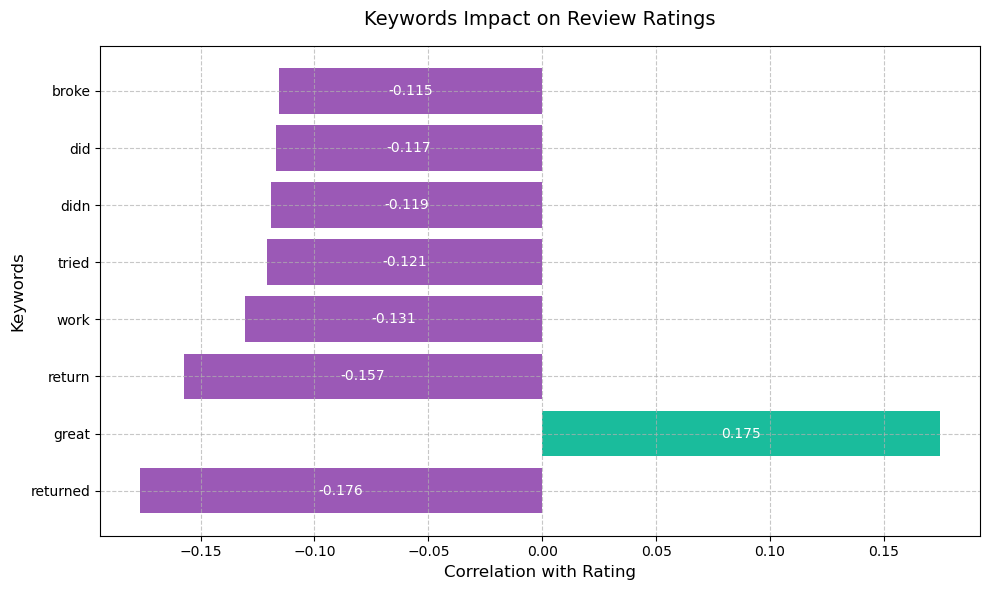 Keywords Impact on Review Ratings
Keywords
broke
-0.115
did
-0.117
didn
-0.119
tried
-0.121
work
-0.131
return
-0.157
great
0.175
returned
-0.176
−0.15 −0.10 −0.05 0.00 0.05 0.10 0.15
Correlation with Rating